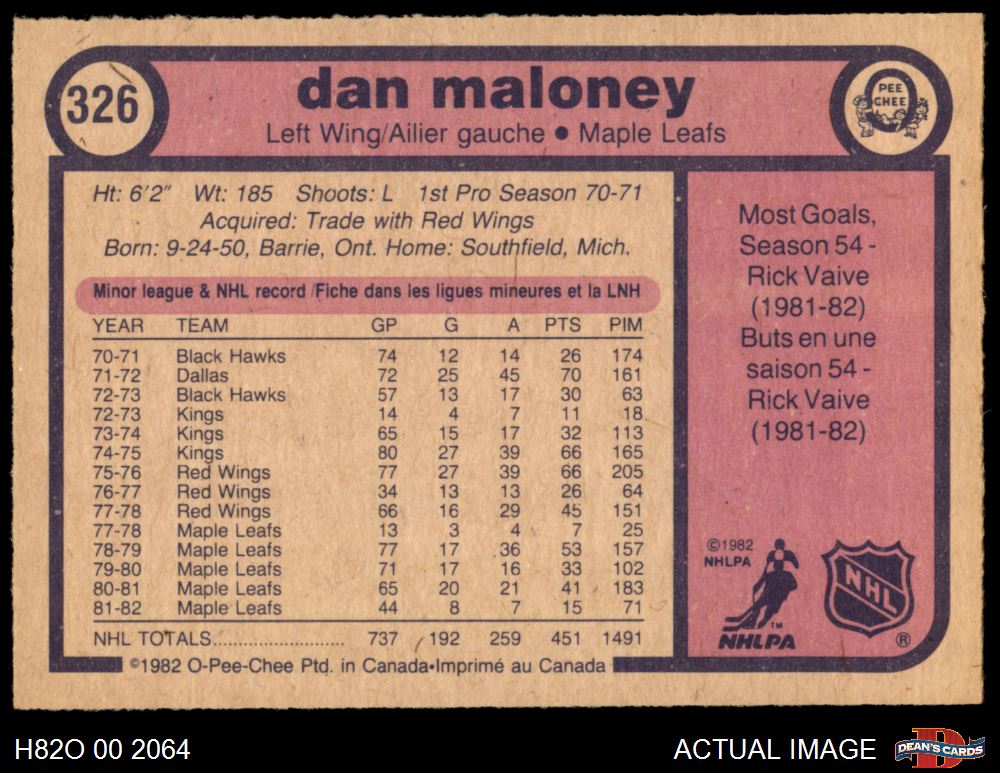 326
dan maloney
Left Wing/Ailier gauche ● Maple Leafs
PEE
CHEE
Ht: 6'2" Wt: 185 Shoots: L 1st Pro Season 70-71
Acquired: Trade with Red Wings
Born: 9-24-50, Barrie, Ont. Home: Southfield, Mich.
Minor league & NHL record/Fiche dans les ligues mineures et la LNH
YEAR TEAM GP G A PTS PIM
70-71 Black Hawks 74 12 14 26 174
71-72 Dallas 72 25 45 70 161
72-73 Black Hawks 57 13 17 30 63
72-73 Kings 14 4 7 11 18
73-74 Kings 65 15 17 32 113
74-75 Kings 80 27 39 66 165
75-76 Red Wings 77 27 39 66 205
76-77 Red Wings 34 13 13 26 64
77-78 Red Wings 66 16 29 45 151
77-78 Maple Leafs 13 3 4 7 25
78-79 Maple Leafs 77 17 36 53 157
79-80 Maple Leafs 71 17 16 33 102
80-81 Maple Leafs 65 20 21 41 183
81-82 Maple Leafs 44 8 7 15 71
NHL TOTALS........................ 737 192 259 451 1491
©1982 O-Pee-Chee Ptd. in Canada•Imprimé au Canada
Most Goals,
Season 54 -
Rick Vaive
(1981-82)
Buts en une
saison 54 -
Rick Vaive
(1981-82)
©1982
NHLPA
TM
NHLPA
NHL
®
H82O 00 2064
ACTUAL IMAGE
D
DEAN'S CARDS